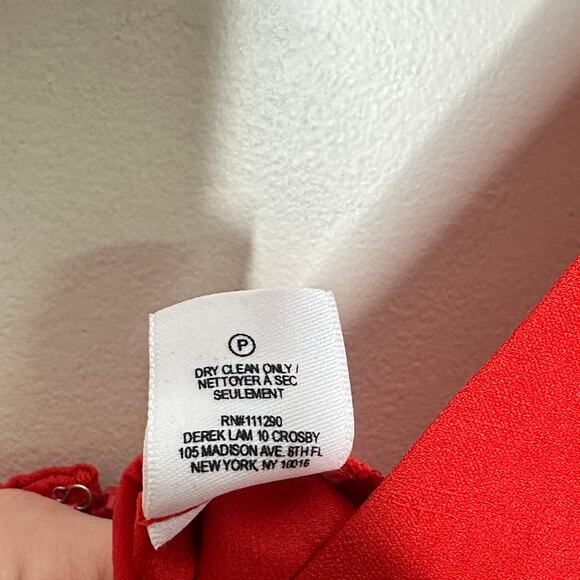 P
DRY CLEAN ONLY /
NETTOYER À SEC
SEULEMENT
RN#111290
DEREK LAM 10 CROSBY
105 MADISON AVE. 8TH FL
NEW YORK, NY 10016